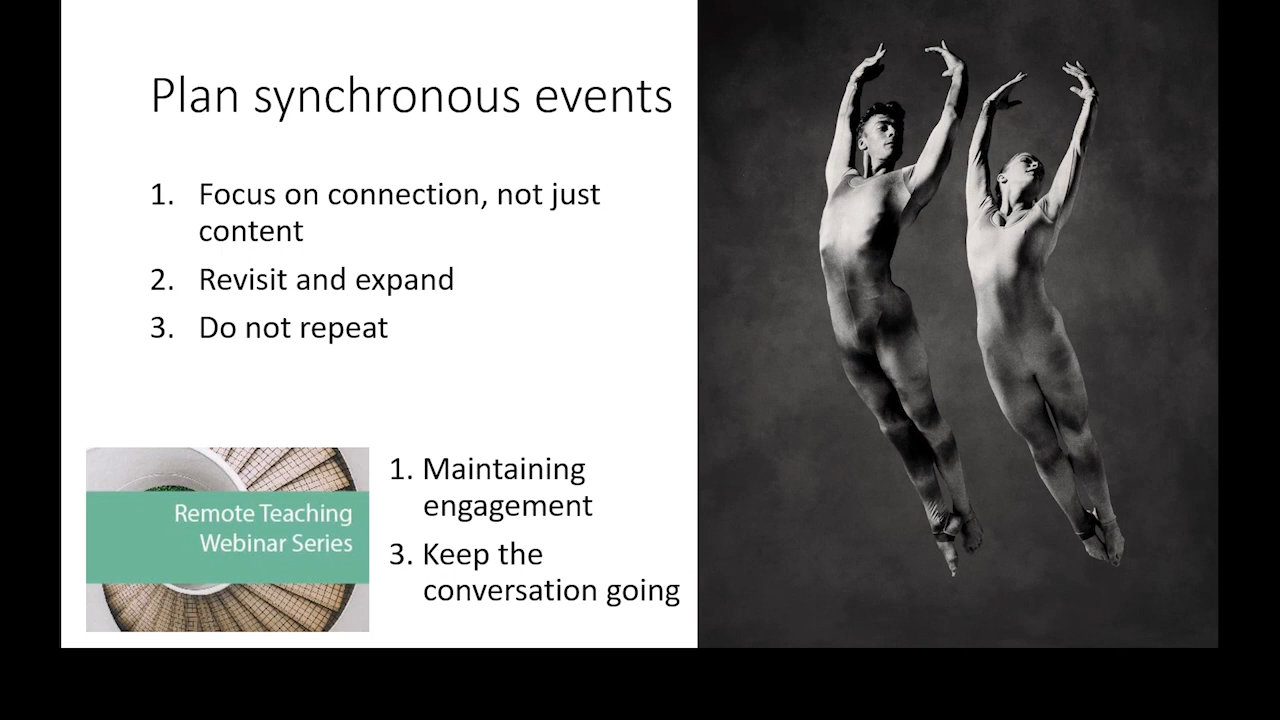 Plan synchronous events
1. Focus on connection, not just
content
2. Revisit and expand
3. Do not repeat
Remote Teaching
Webinar Series
1. Maintaining
engagement
3. Keep the
conversation going